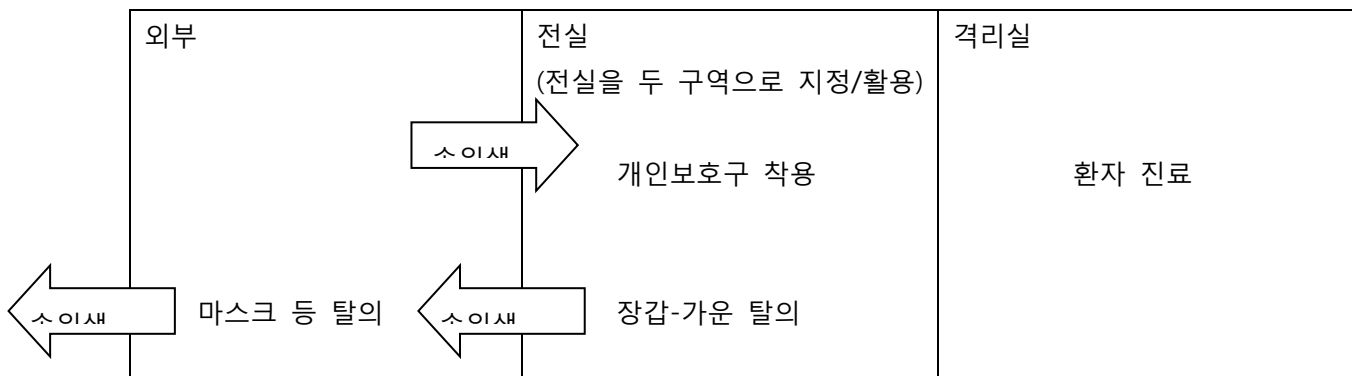 외부
전실
격리실
(전실을 두 구역으로 지정/활용)
개인보호구 착용
환자 진료
마스크 등 탈의
장갑-가운 탈의